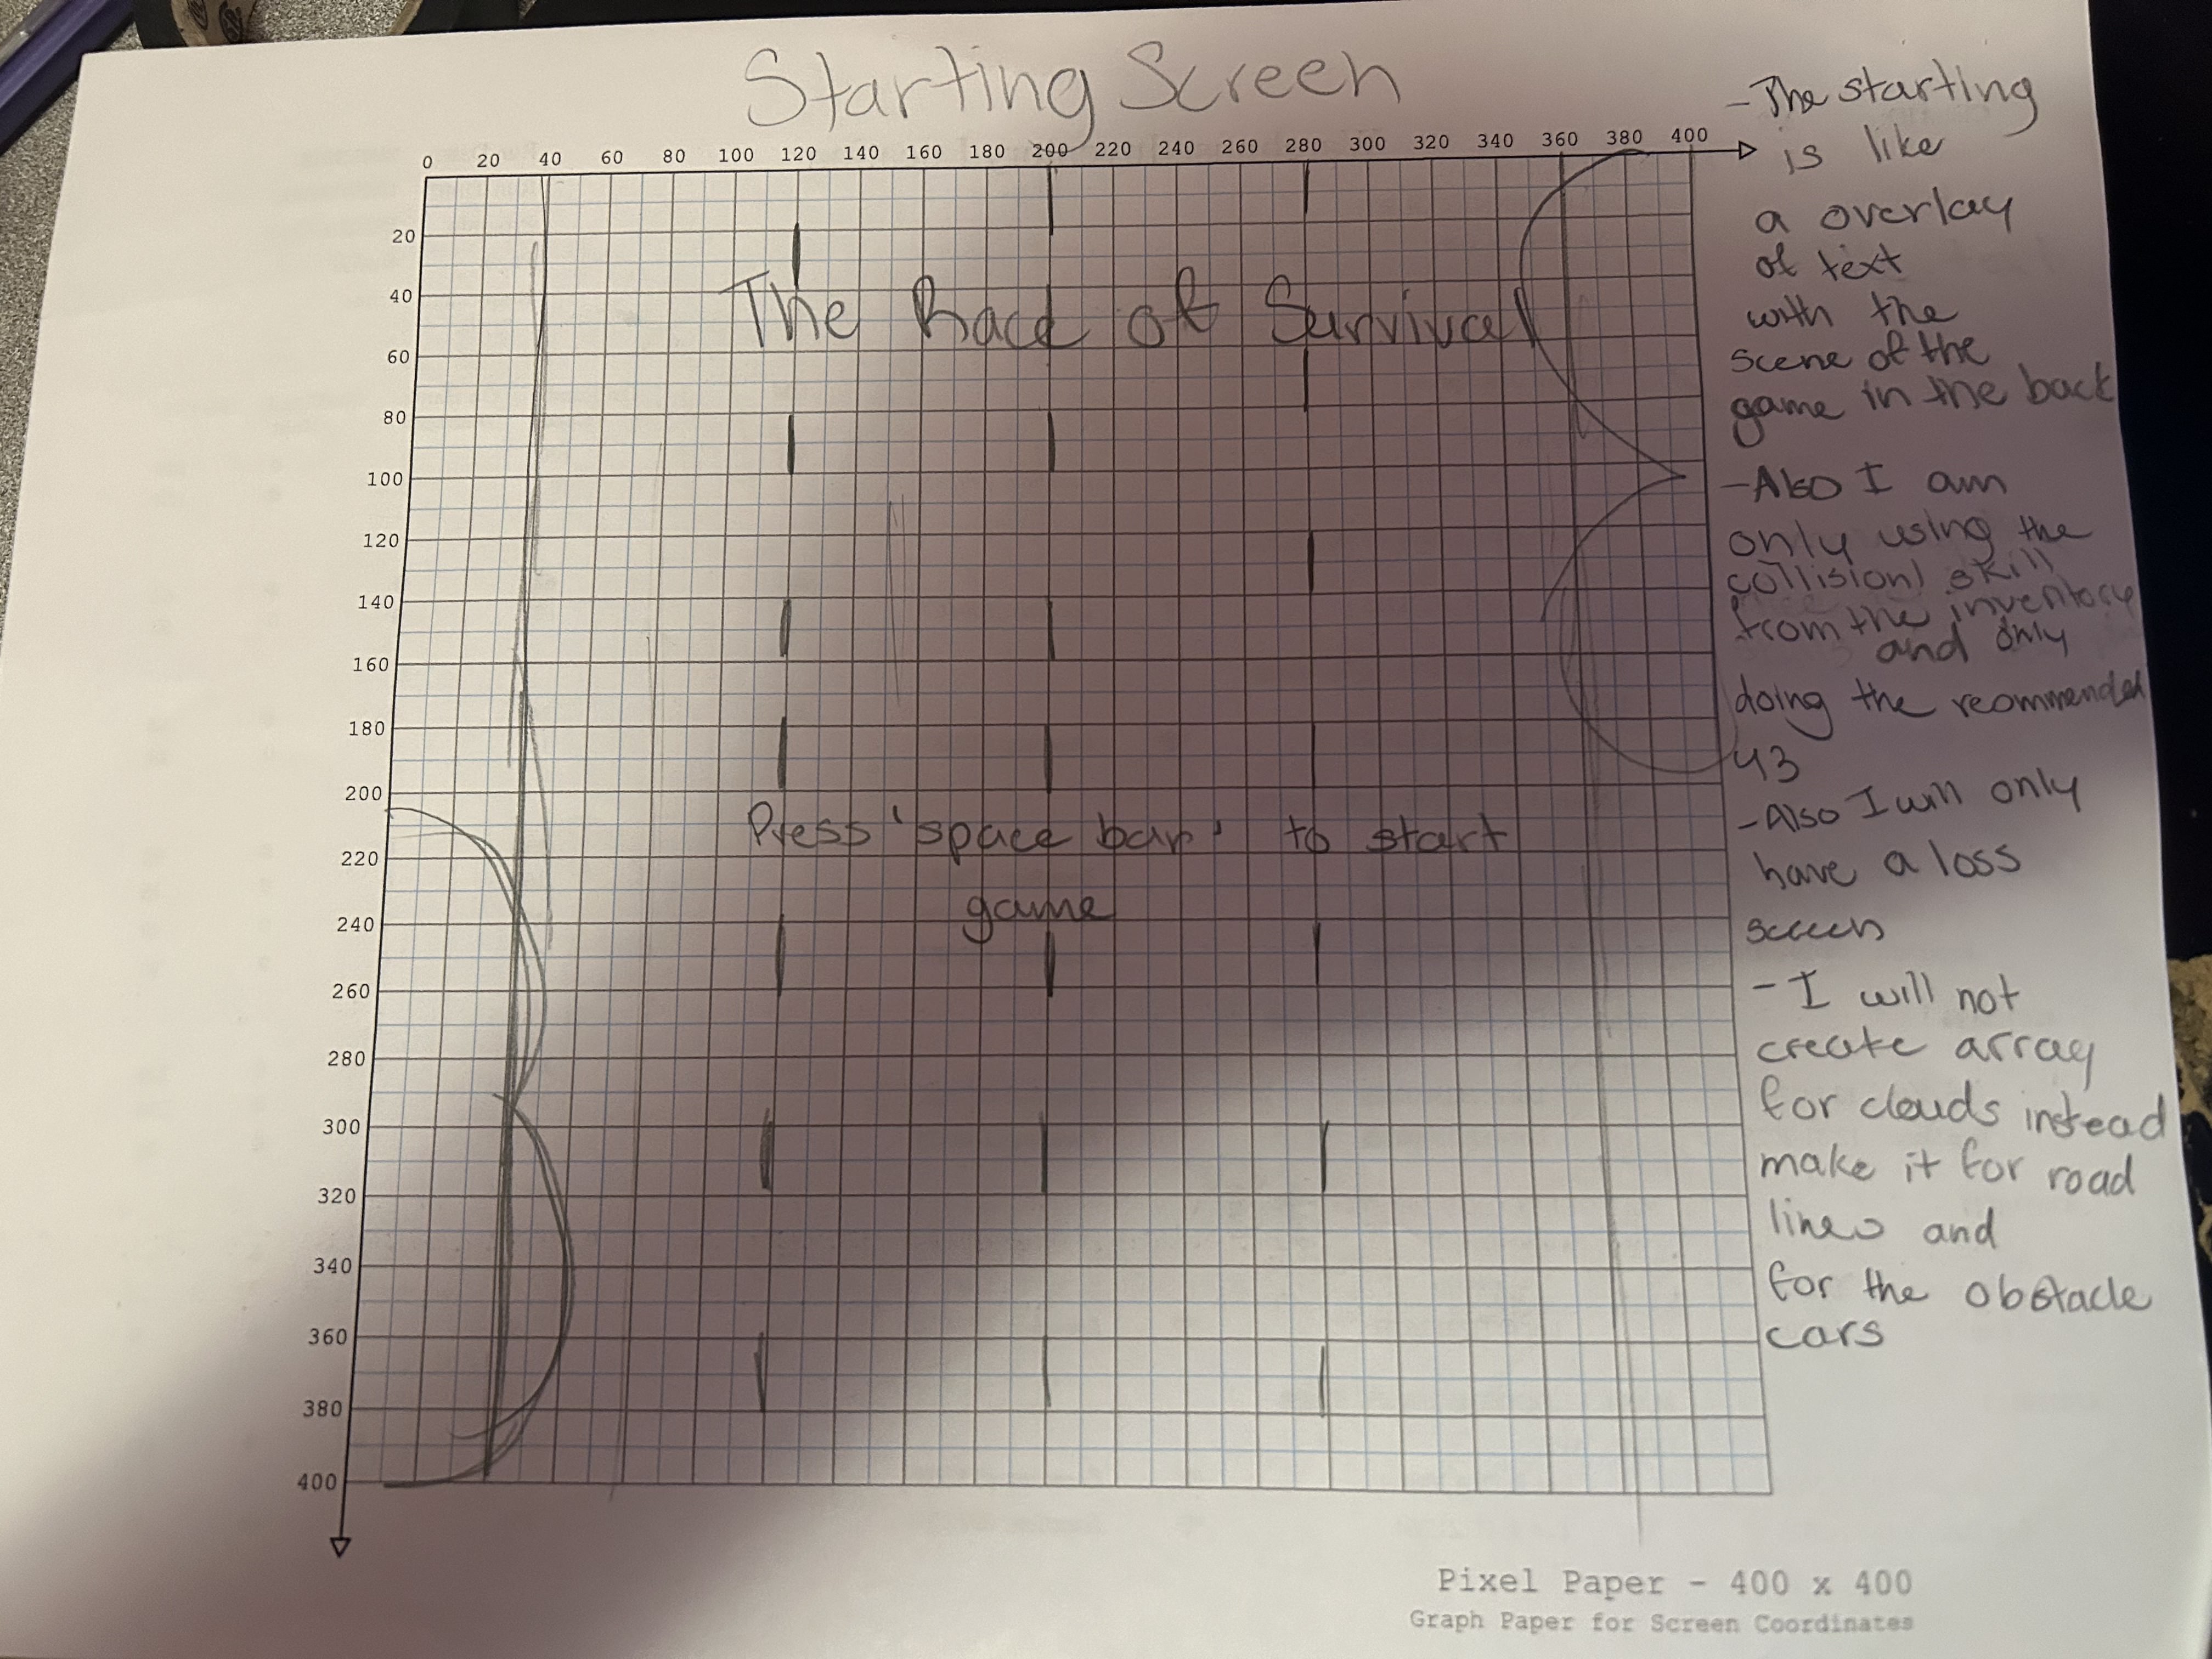 Starting Screen
0 20 40 60 80 100 120 140 160 180 200 220 240 260 280 300 320 340 360 380 400
20
40
60
80
100
120
140
160
180
200
220
240
260
280
300
320
340
360
380
400
The Race of Survival
Press 'space bar' to start
game
-The starting
is like
a overlay
of text
with the
scene of the
game in the back
-Also I am
only using the
collision skill
from the inventory
and only
doing the recommended
43
-Also I will only
have a loss
screen
-I will not
create array
for clouds instead
make it for road
lines and
for the obstacle
cars
Pixel Paper - 400 x 400
Graph Paper for Screen Coordinates